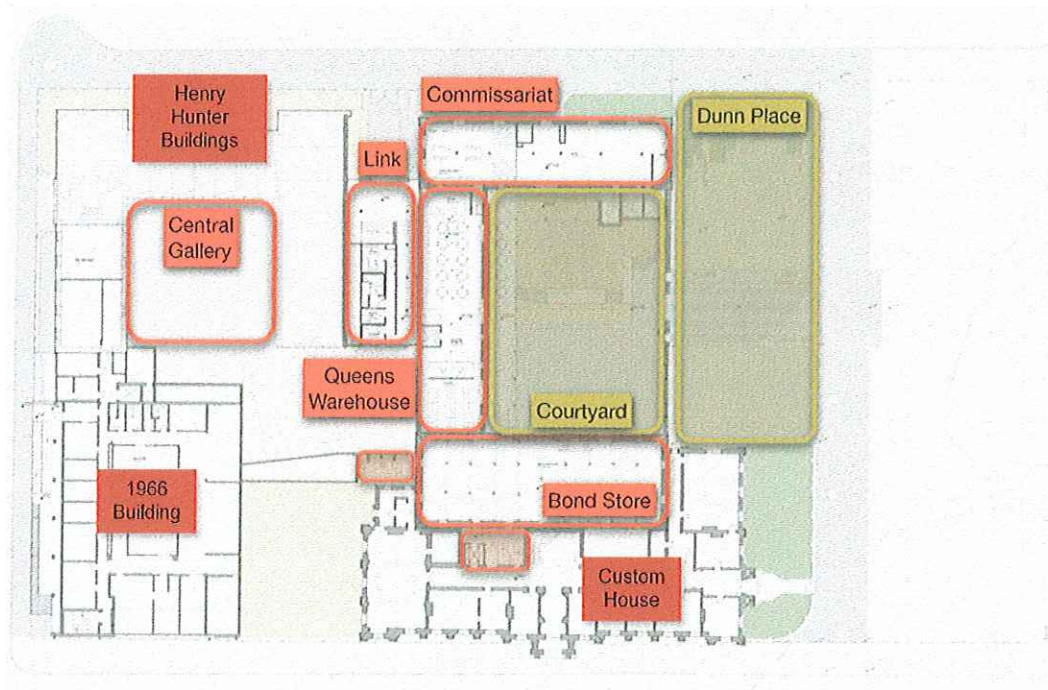 Henry
Hunter
Buildings
Commissariat
Dunn Place
Link
Central
Gallery
Queens
Warehouse
Courtyard
1966
Building
Bond Store
Custom
House